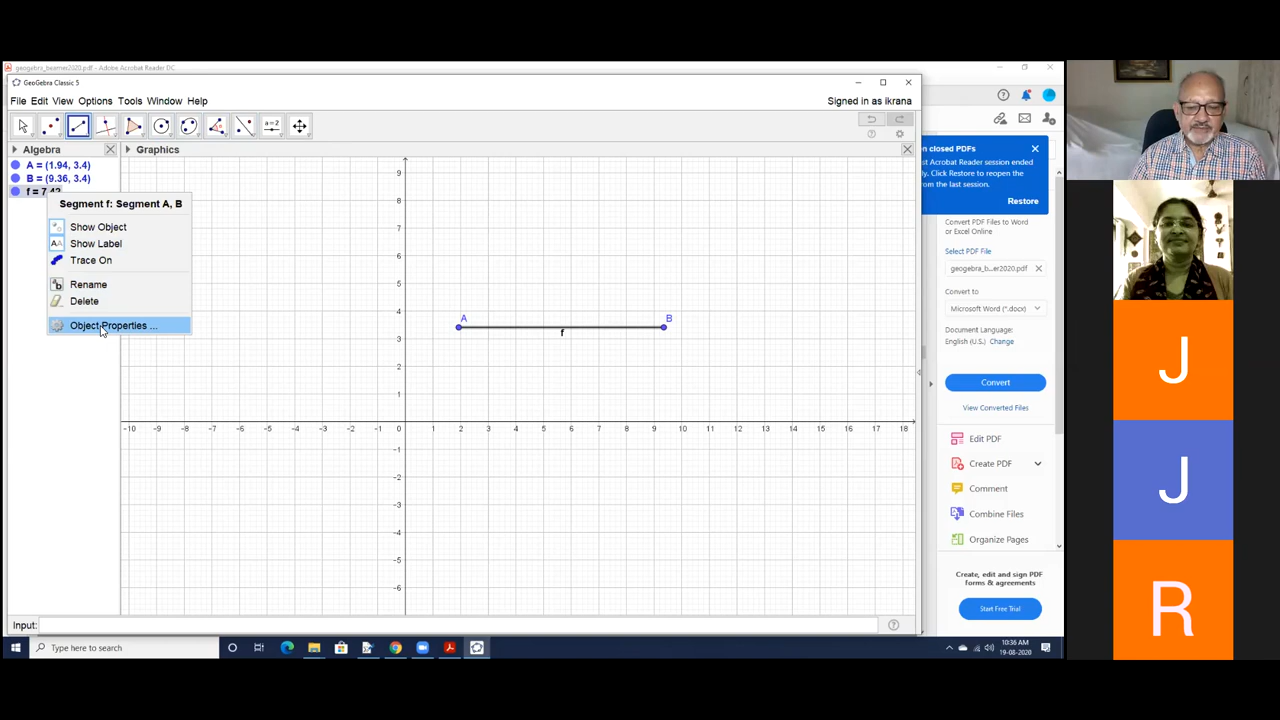 geogebra_beamer2020.pdf - Adobe Acrobat Reader DC
GeoGebra Classic 5
File Edit View Options Tools Window Help
Signed in as ikrana
a=2
Algebra
Graphics
A = (1.94, 3.4)
B = (9.36, 3.4)
f = 7.42
Segment f: Segment A, B
Show Object
AA Show Label
Trace On
Rename
Delete
Object Properties ...
9
8
7
6
5
4
3
2
1
0
-1
-2
-3
-4
-5
-6
-10 -9 -8 -7 -6 -5 -4 -3 -2 -1 0 1 2 3 4 5 6 7 8 9 10 11 12 13 14 15 16 17 18
A
B
f
Input:
closed PDFs
st Acrobat Reader session ended
y. Click Restore to reopen the
rom the last session.
Restore
Convert PDF Files to Word
or Excel Online
Select PDF File
geogebra_b...er2020.pdf
Convert to
Microsoft Word (*.docx)
Document Language:
English (U.S.) Change
Convert
View Converted Files
Edit PDF
Create PDF
Comment
Combine Files
Organize Pages
Create, edit and sign PDF
forms & agreements
Start Free Trial
Type here to search
10:36 AM
19-08-2020
J
J
R